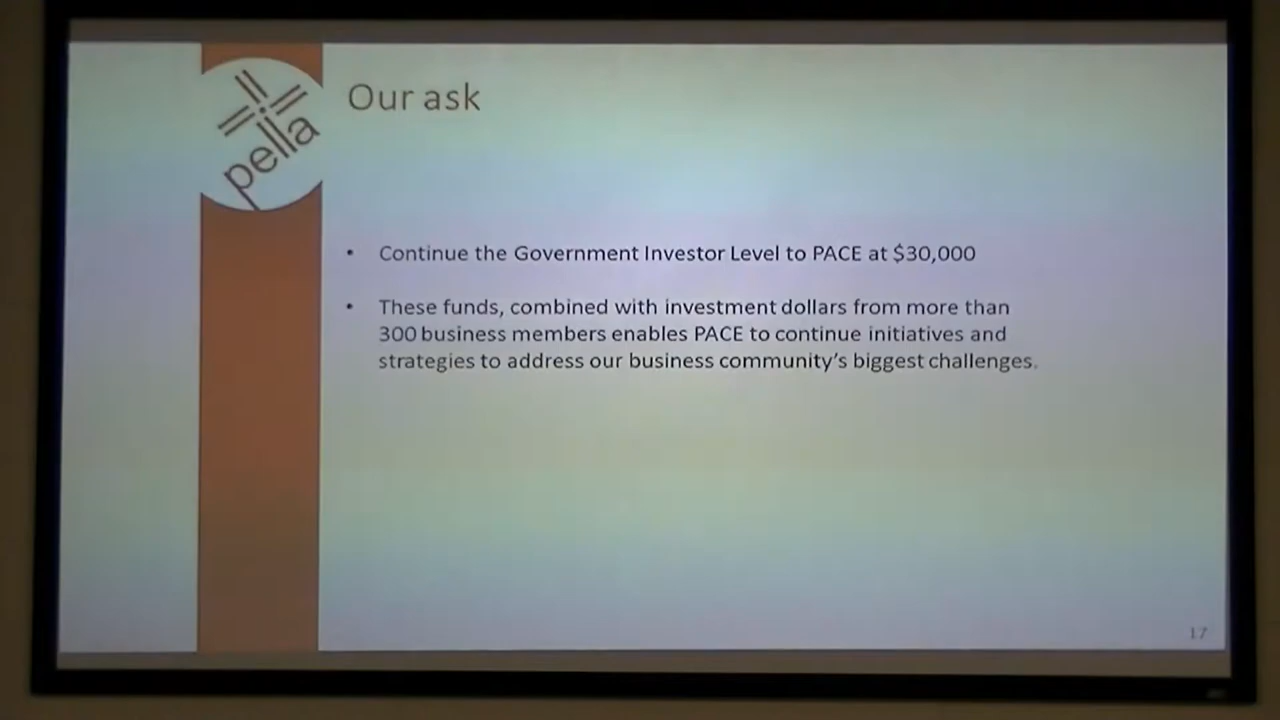 pella
Our ask
• Continue the Government Investor Level to PACE at $30,000
• These funds, combined with investment dollars from more than
300 business members enables PACE to continue initiatives and
strategies to address our business community's biggest challenges.
17